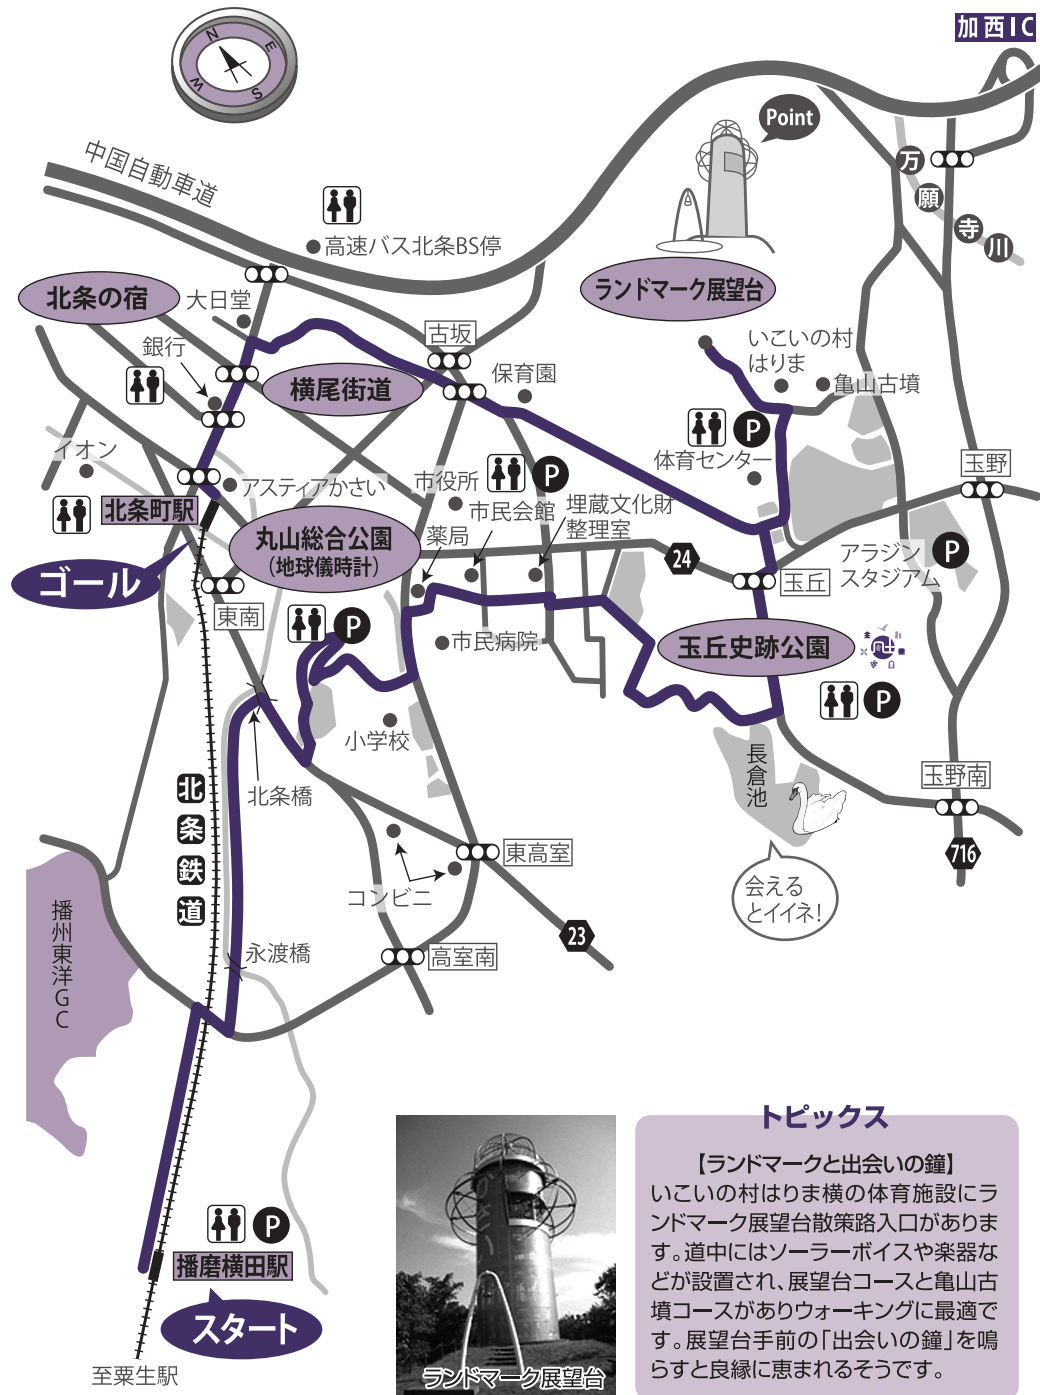 加西IC
N
E
W
S
中国自動車道
Point
万
願
寺
川
高速バス北条BS停
北条の宿
大日堂
ランドマーク展望台
銀行
古坂
いこいの村
はりま
横尾街道
保育園
亀山古墳
P
イオン
体育センター
玉野
アスティアかさい
市役所
P
北条町駅
市民会館
埋蔵文化財
整理室
丸山総合公園
(地球儀時計)
薬局
24
アラジン
スタジアム
P
ゴール
玉丘
東南
P
市民病院
玉丘史跡公園
P
小学校
長倉池
北条橋
玉野南
北
条
鉄
道
東高室
716
コンビニ
会える
とイイネ!
播州東洋GC
23
永渡橋
高室南
P
播磨横田駅
スタート
至粟生駅
ランドマーク展望台
トピックス
【ランドマークと出会いの鐘】
いこいの村はりま横の体育施設にラ
ンドマーク展望台散策路入口がありま
す。道中にはソーラーボイスや楽器な
どが設置され、展望台コースと亀山古
墳コースがありウォーキングに最適で
す。展望台手前の「出会いの鐘」を鳴
らすと良縁に恵まれるそうです。